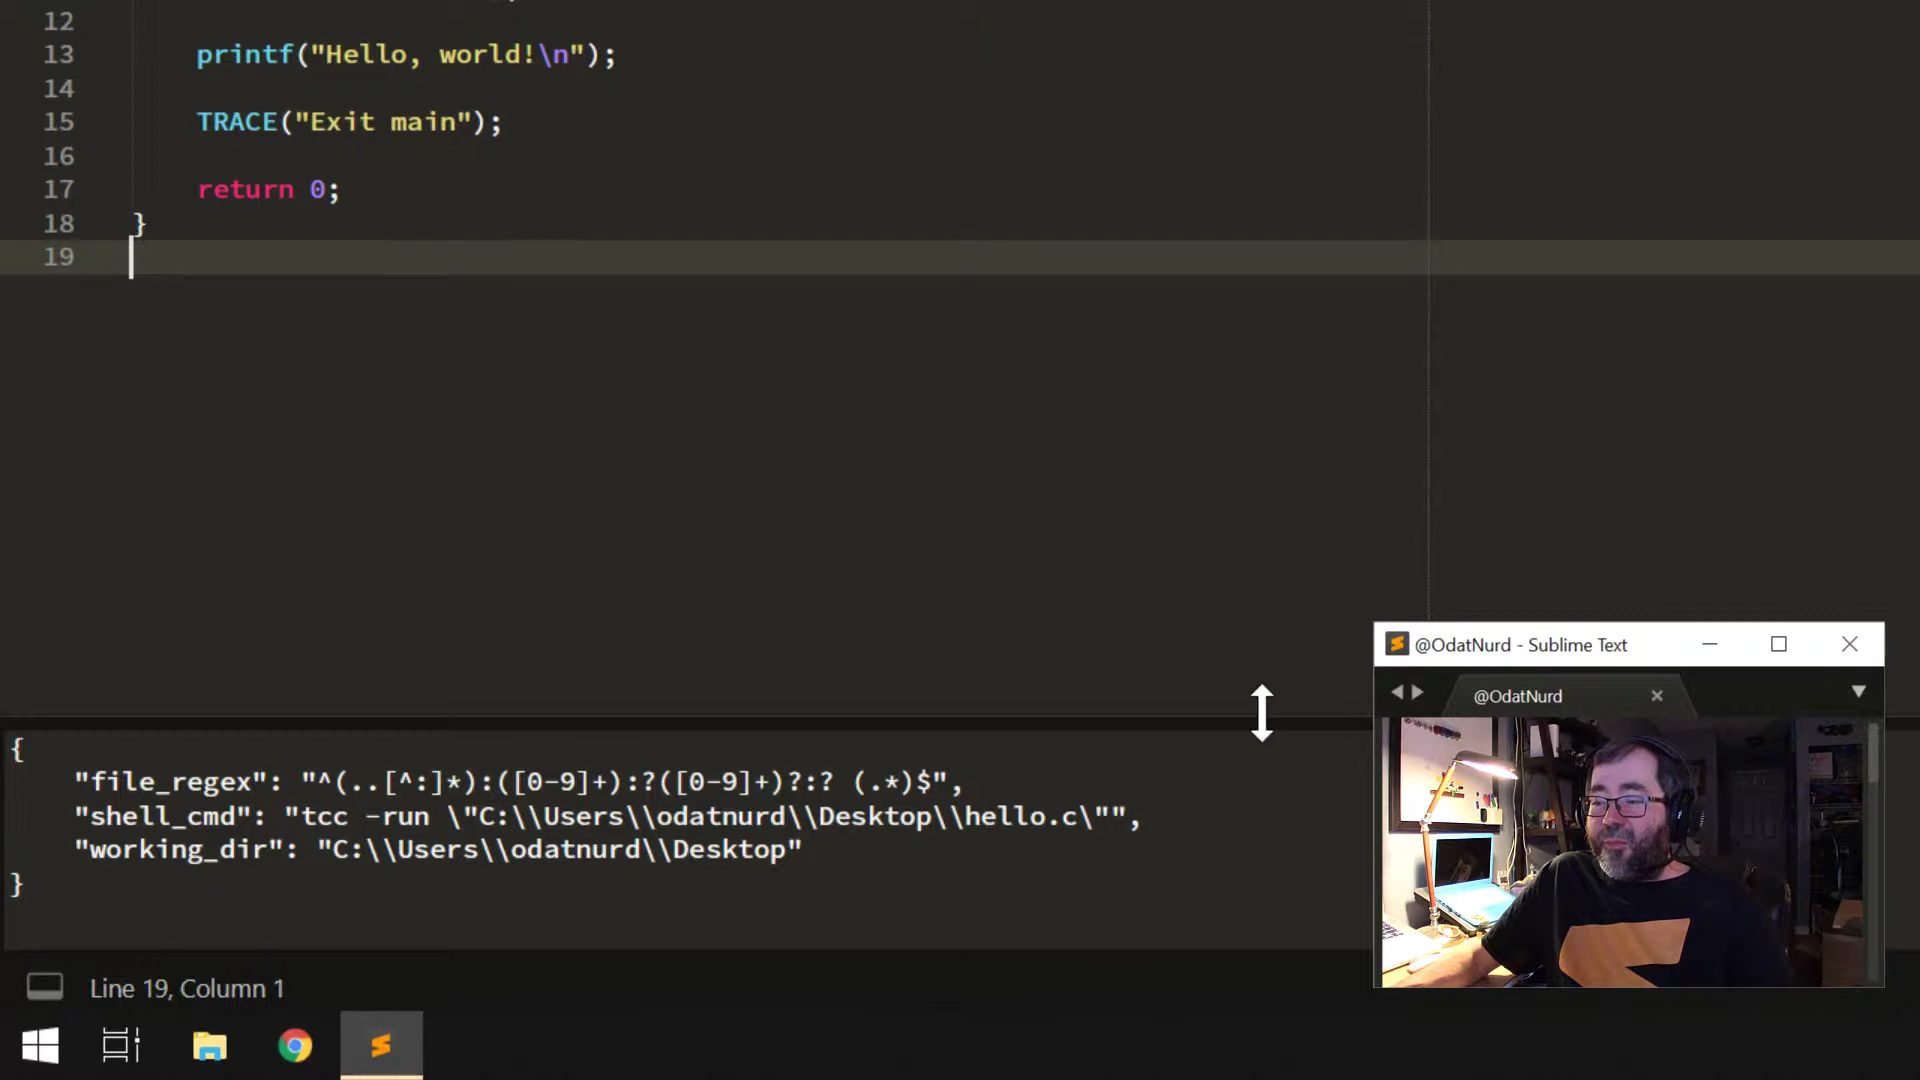 12
13 printf("Hello, world!\n");
14
15 TRACE("Exit main");
16
17 return 0;
18 }
19
@OdatNurd - Sublime Text
@OdatNurd
{
"file_regex": "^(..[^:]*):([0-9]+):?([0-9]+)?:? (.*)$",
"shell_cmd": "tcc -run \"C:\\Users\\odatnurd\\Desktop\\hello.c\"",
"working_dir": "C:\\Users\\odatnurd\\Desktop"
}
Line 19, Column 1